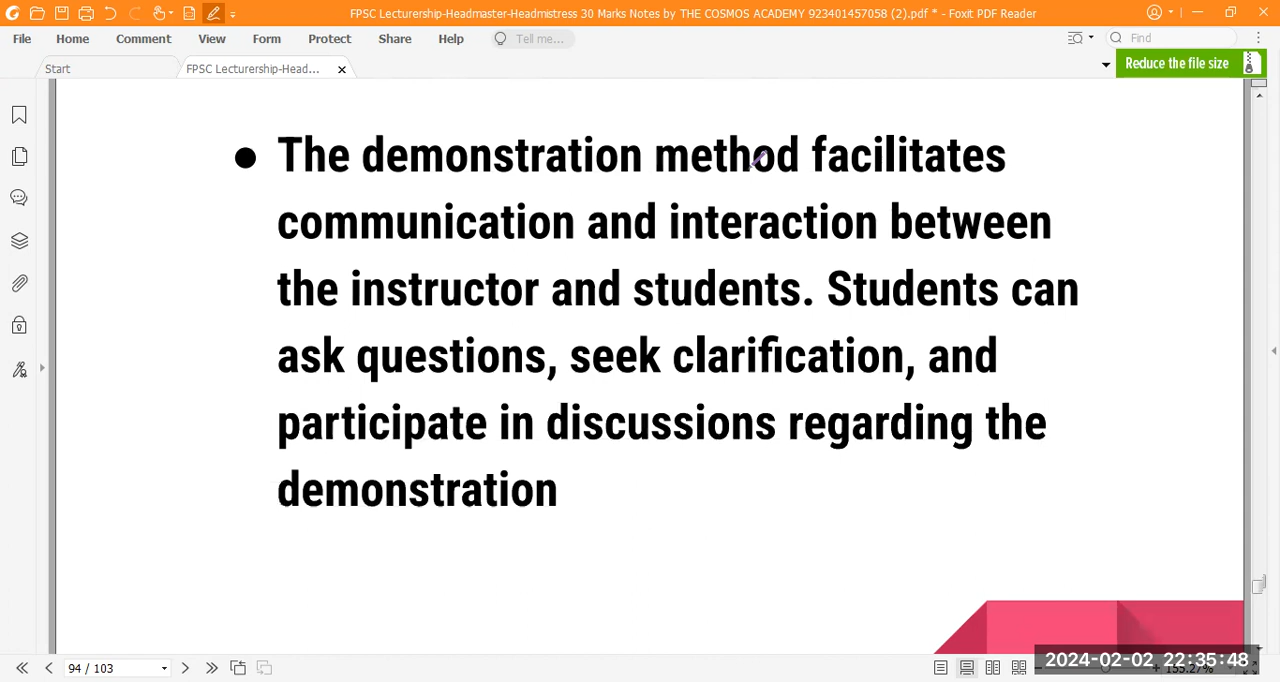 FPSC Lecturership-Headmaster-Headmistress 30 Marks Notes by THE COSMOS ACADEMY 923401457058 (2).pdf * - Foxit PDF Reader
File Home Comment View Form Protect Share Help Tell me... Find
Start FPSC Lecturership-Head... Reduce the file size
● The demonstration method facilitates
communication and interaction between
the instructor and students. Students can
ask questions, seek clarification, and
participate in discussions regarding the
demonstration
94 / 103
155.27%
2024-02-02 22:35:48